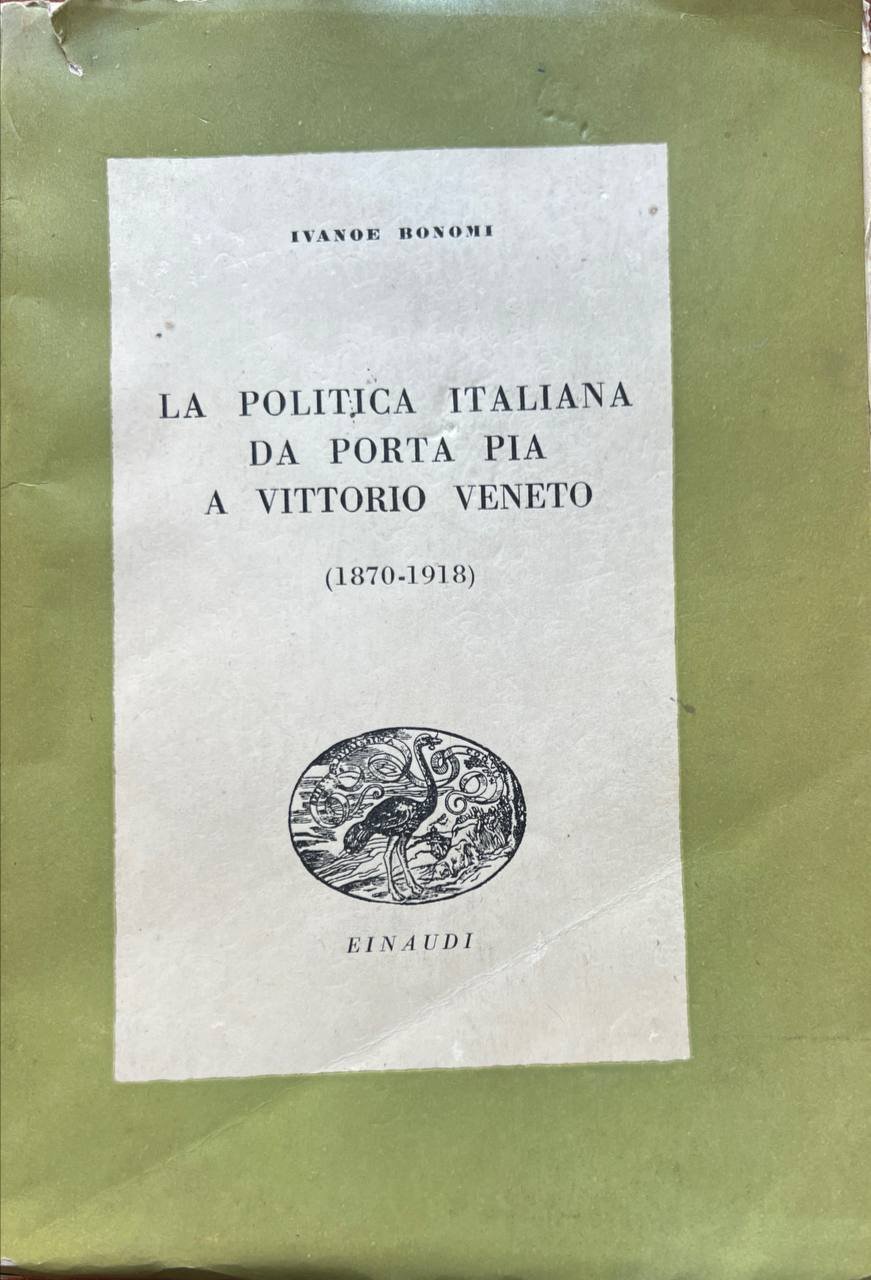 IVANOE BONOMI
LA POLITICA ITALIANA
DA PORTA PIA
A VITTORIO VENETO
(1870-1918)
EINAUDI